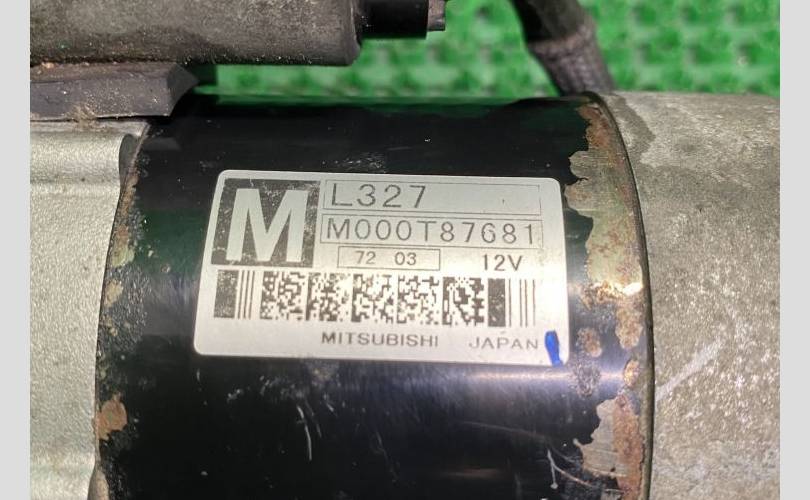 M
L327
M000T87681
72 03
12V
MITSUBISHI JAPAN